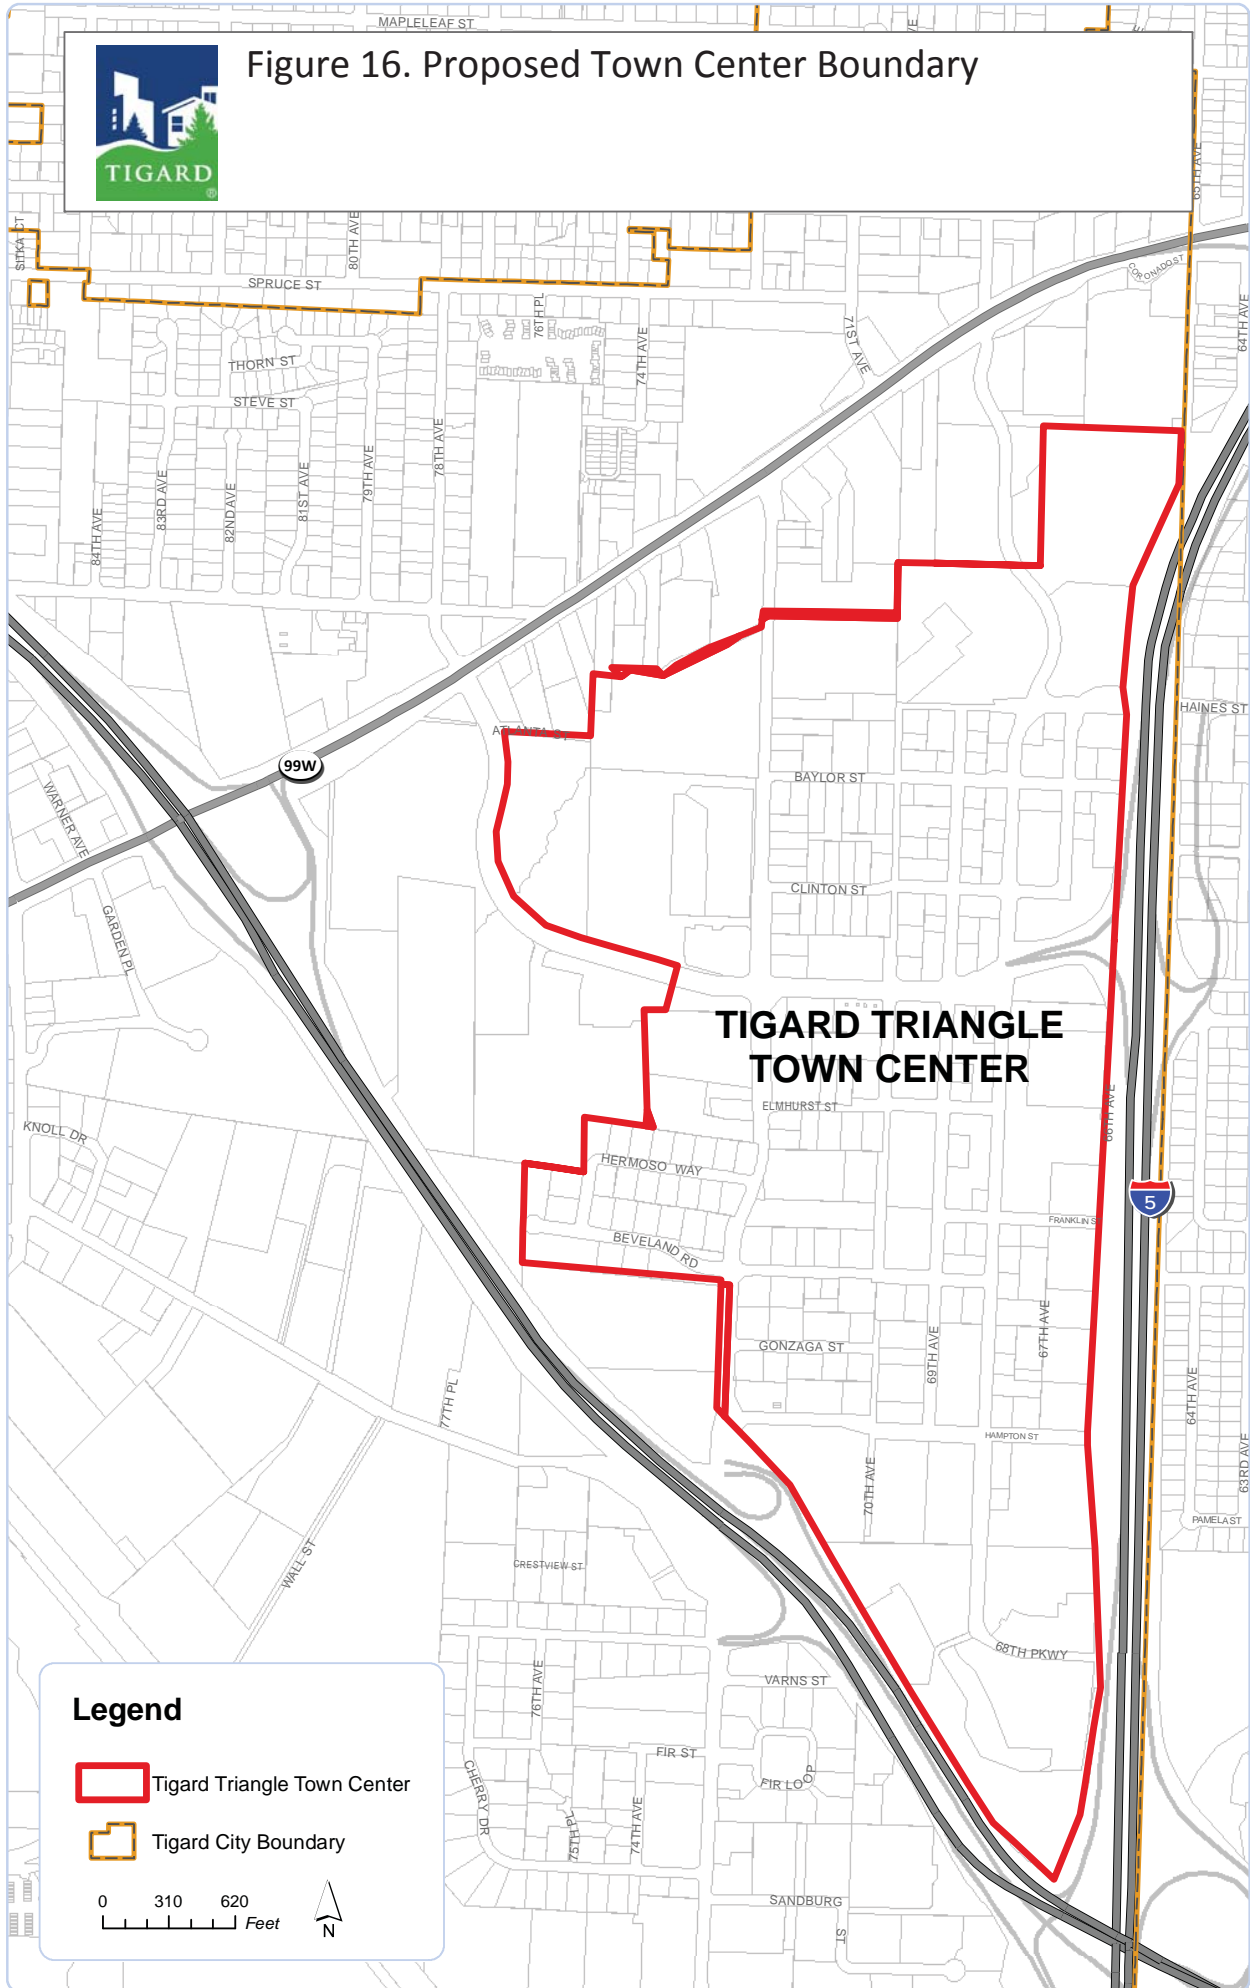 MAPLELEAF ST
Figure 16. Proposed Town Center Boundary
TIGARD
®
65TH AVE
SITKA CT
80TH AVE
SPRUCE ST
CORONADO ST
76TH PL
71ST AVE
74TH AVE
64TH AVE
THORN ST
STEVE ST
84TH AVE
83RD AVE
82ND AVE
81ST AVE
79TH AVE
78TH AVE
HAINES ST
ATLANTA ST
99W
WARNER AVE
BAYLOR ST
CLINTON ST
GARDEN PL
TIGARD TRIANGLE
TOWN CENTER
ELMHURST ST
66TH AVE
KNOLL DR
HERMOSO WAY
5
FRANKLIN S
BEVELAND RD
GONZAGA ST
69TH AVE
67TH AVE
77TH PL
64TH AVE
HAMPTON ST
63RD AVE
70TH AVE
PAMELA ST
WALL ST
CRESTVIEW ST
68TH PKWY
76TH AVE
VARNS ST
FIR ST
FIR LOOP
CHERRY DR
75TH PL
74TH AVE
SANDBURG
ST
Legend
Tigard Triangle Town Center
Tigard City Boundary
0 310 620
Feet
N